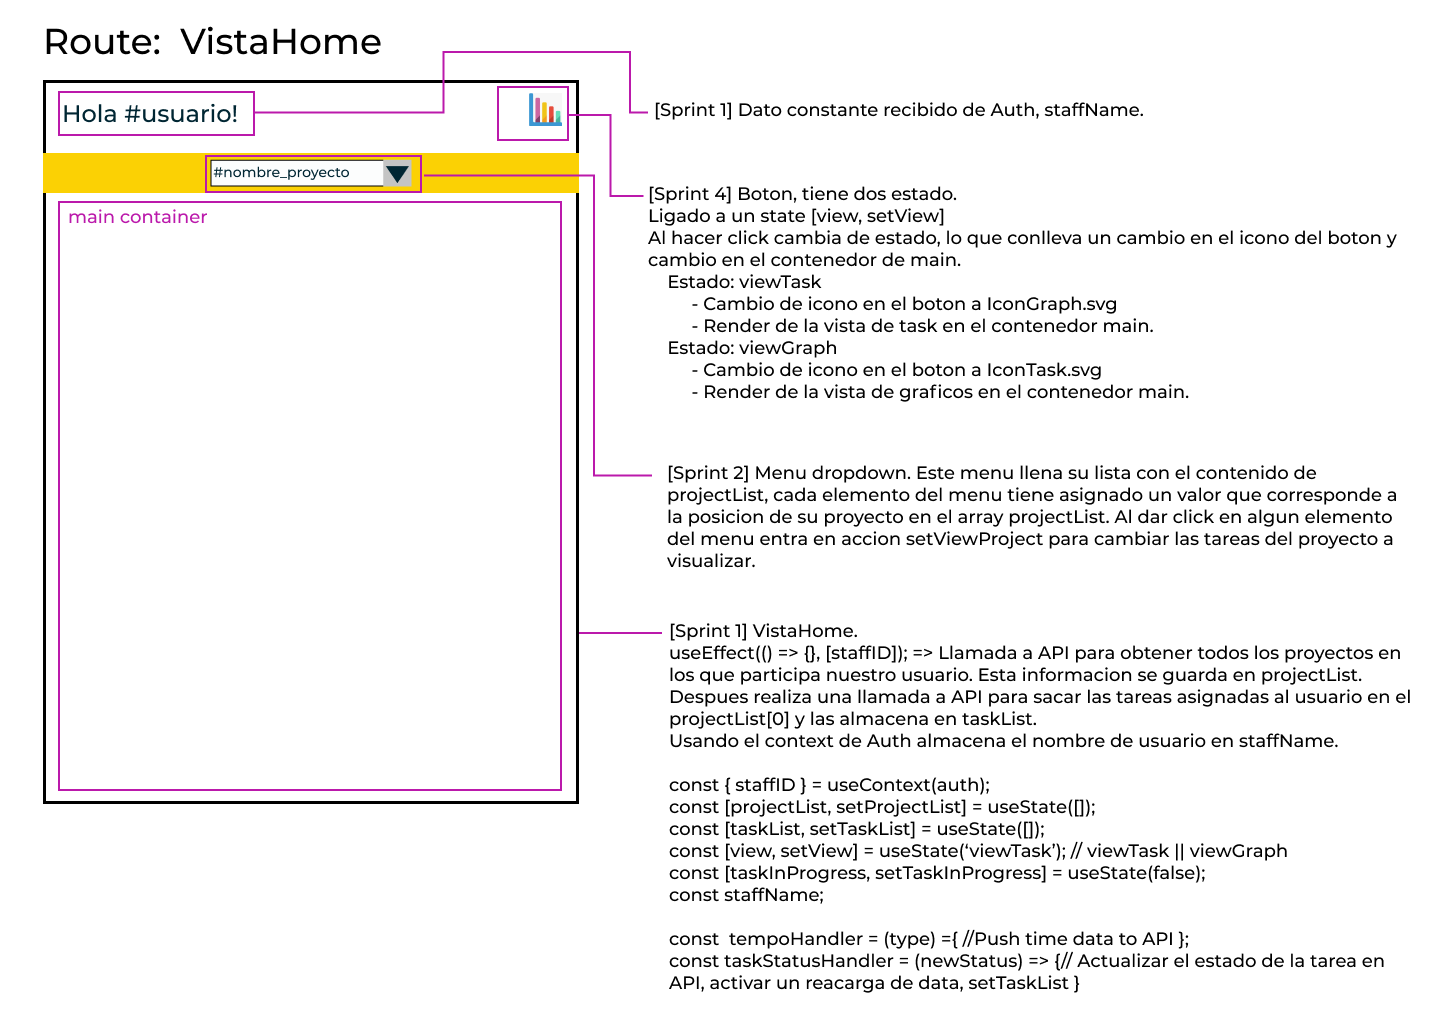 Route:  VistaHome
Hola #usuario!
#nombre_proyecto
main container
[Sprint 1] Dato constante recibido de Auth, staffName.
[Sprint 4] Boton, tiene dos estado.
Ligado a un state [view, setView]
Al hacer click cambia de estado, lo que conlleva un cambio en el icono del boton y
cambio en el contenedor de main.
Estado: viewTask
- Cambio de icono en el boton a IconGraph.svg
- Render de la vista de task en el contenedor main.
Estado: viewGraph
- Cambio de icono en el boton a IconTask.svg
- Render de la vista de graficos en el contenedor main.
[Sprint 2] Menu dropdown. Este menu llena su lista con el contenido de
projectList, cada elemento del menu tiene asignado un valor que corresponde a
la posicion de su proyecto en el array projectList. Al dar click en algun elemento
del menu entra en accion setViewProject para cambiar las tareas del proyecto a
visualizar.
[Sprint 1] VistaHome.
useEffect(() => {}, [staffID]); => Llamada a API para obtener todos los proyectos en
los que participa nuestro usuario. Esta informacion se guarda en projectList.
Despues realiza una llamada a API para sacar las tareas asignadas al usuario en el
projectList[0] y las almacena en taskList.
Usando el context de Auth almacena el nombre de usuario en staffName.
const { staffID } = useContext(auth);
const [projectList, setProjectList] = useState([]);
const [taskList, setTaskList] = useState([]);
const [view, setView] = useState(‘viewTask’); // viewTask || viewGraph
const [taskInProgress, setTaskInProgress] = useState(false);
const staffName;
const  tempoHandler = (type) ={ //Push time data to API };
const taskStatusHandler = (newStatus) => {// Actualizar el estado de la tarea en
API, activar un reacarga de data, setTaskList }